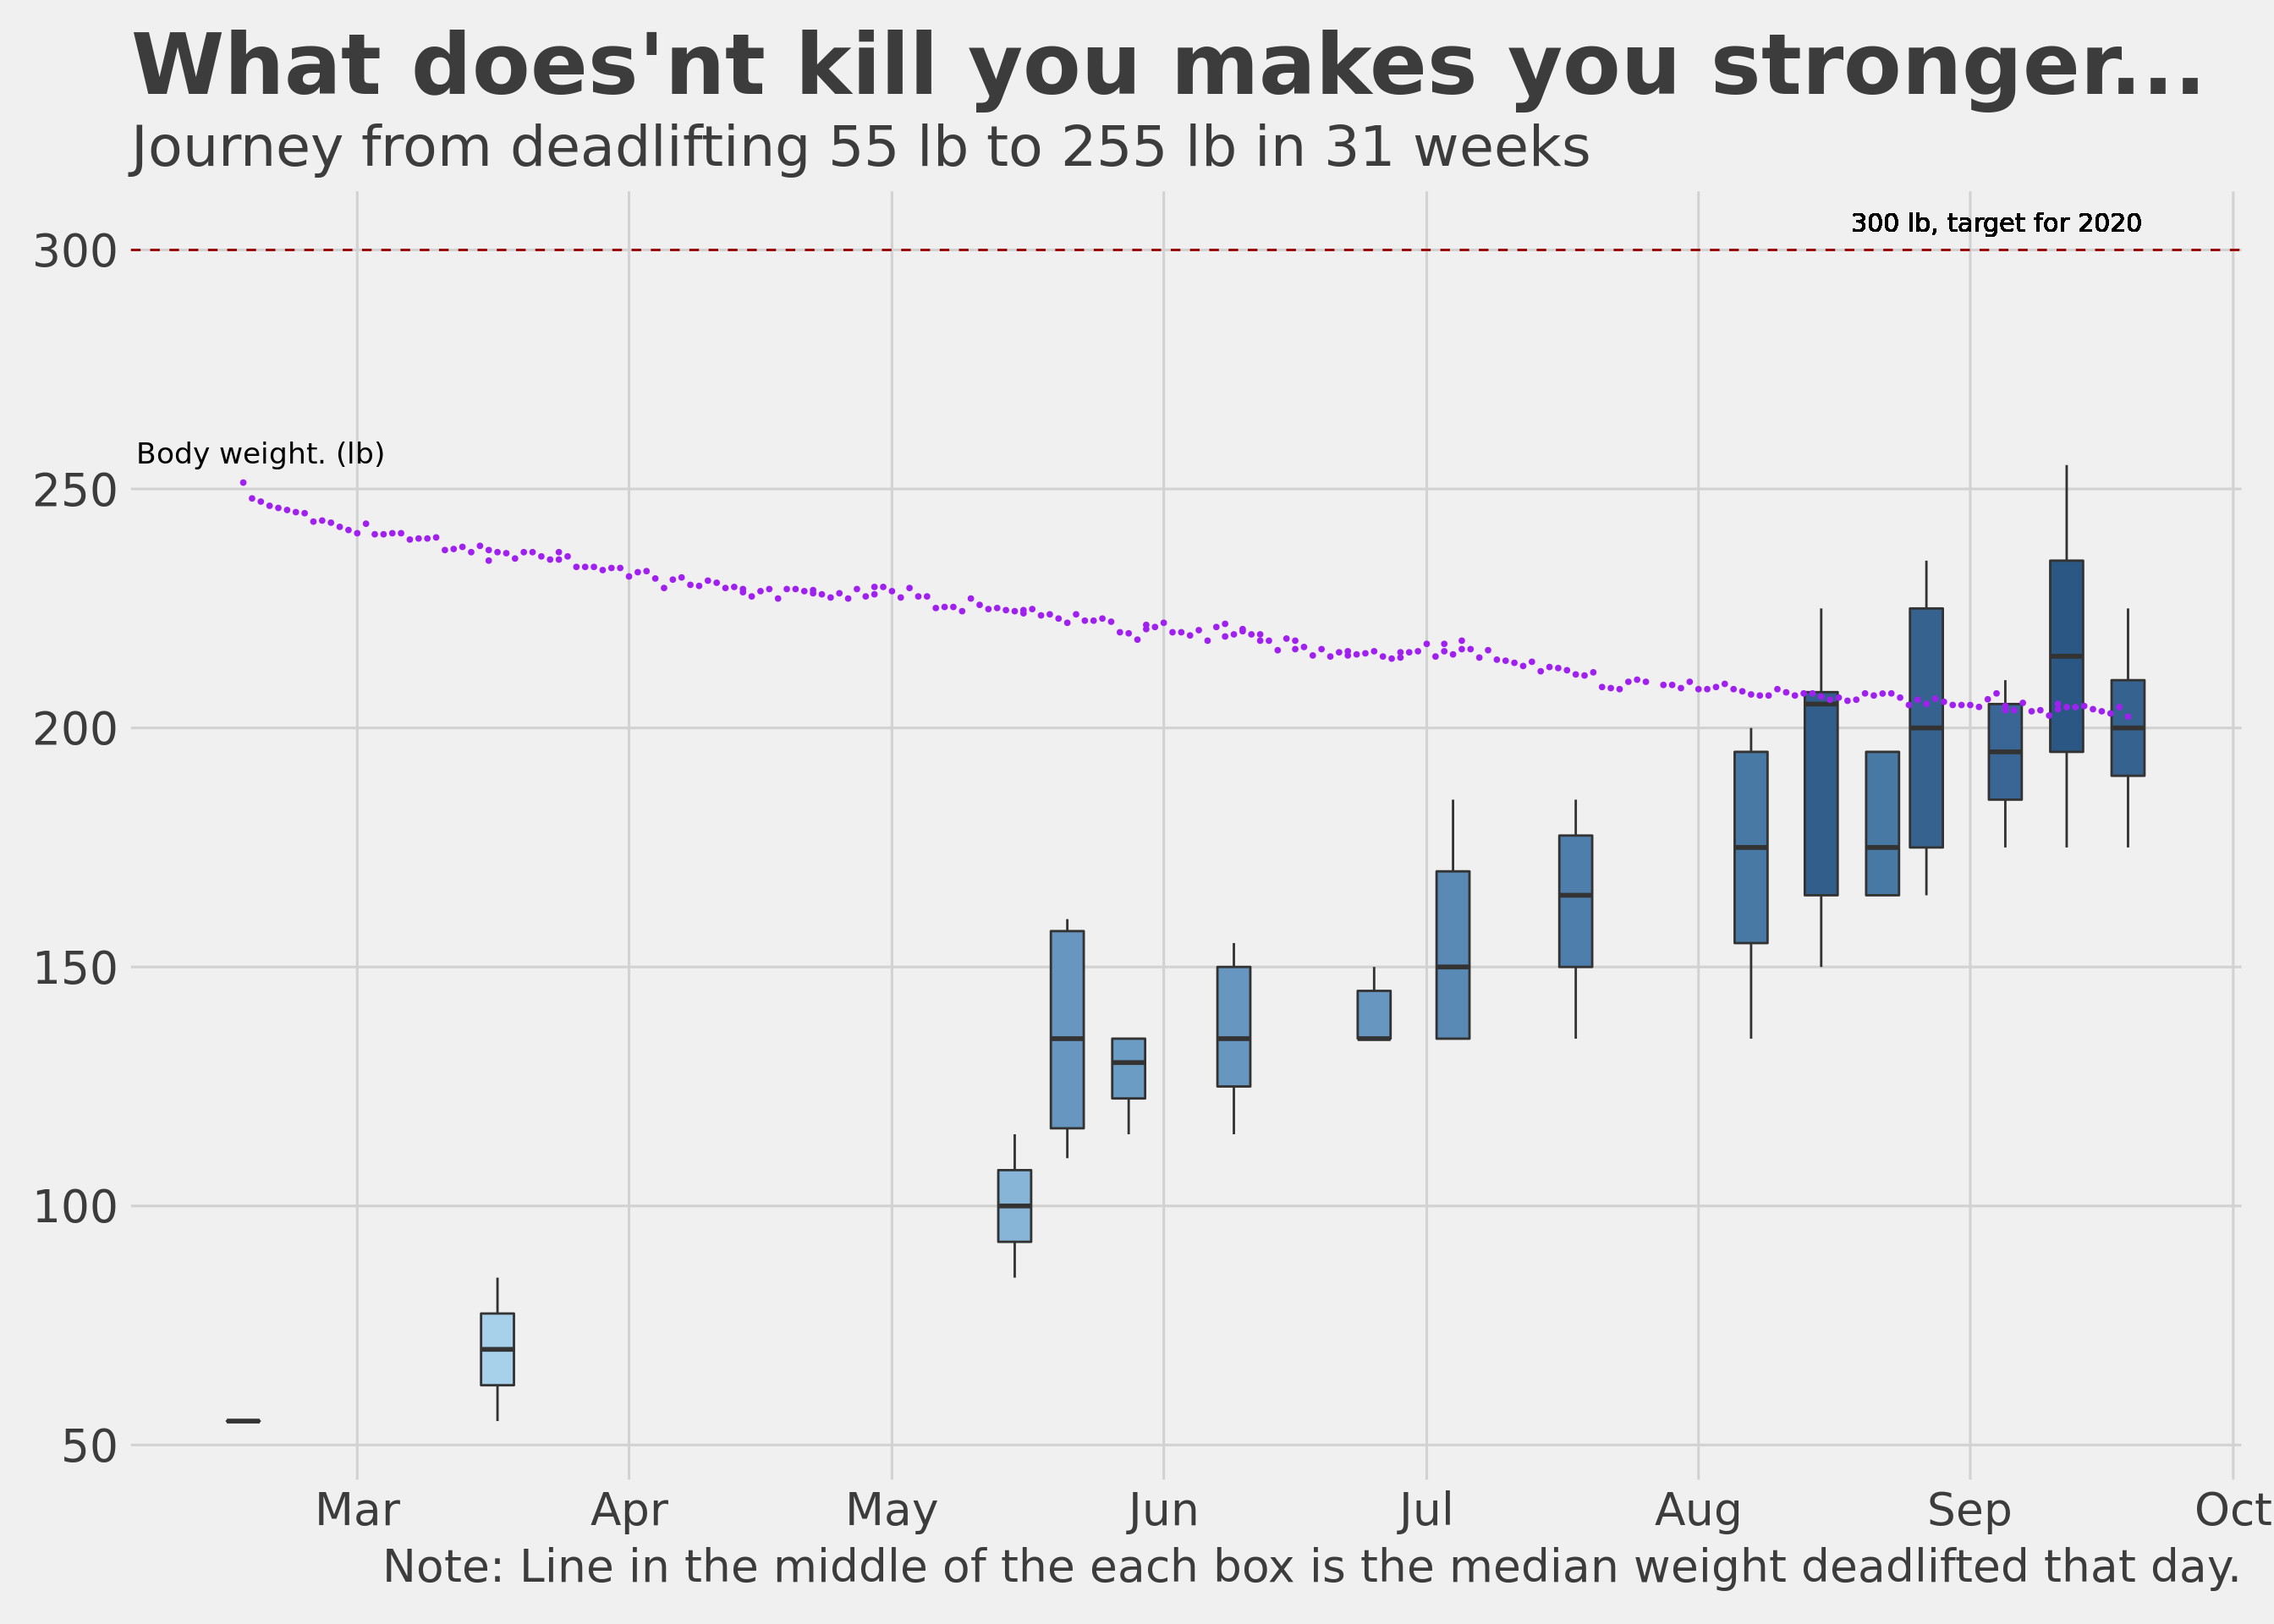 What does'nt kill you makes you stronger...
Journey from deadlifting 55 lb to 255 lb in 31 weeks
300 lb, target for 2020
300
Body weight. (lb)
250
200
150
100
50
Mar Apr May Jun Jul Aug Sep Oct
Note: Line in the middle of the each box is the median weight deadlifted that day.